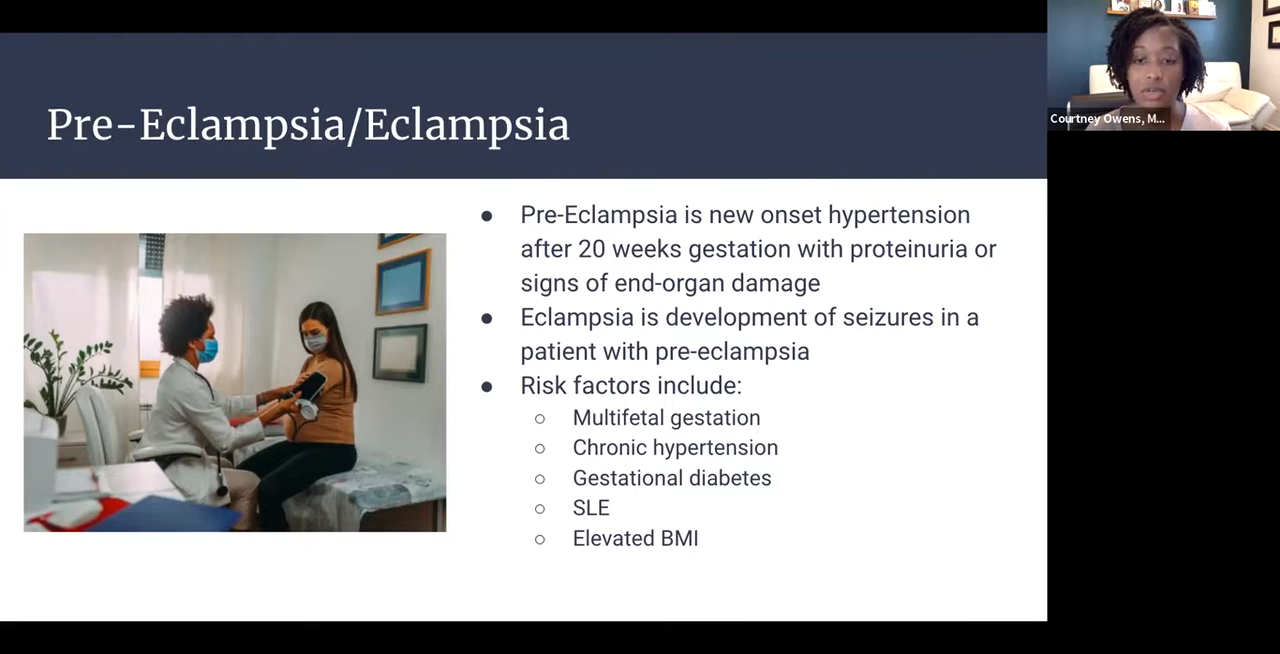 Pre-Eclampsia/Eclampsia
● Pre-Eclampsia is new onset hypertension
after 20 weeks gestation with proteinuria or
signs of end-organ damage
● Eclampsia is development of seizures in a
patient with pre-eclampsia
● Risk factors include:
○ Multifetal gestation
○ Chronic hypertension
○ Gestational diabetes
○ SLE
○ Elevated BMI
Courtney Owens, M...